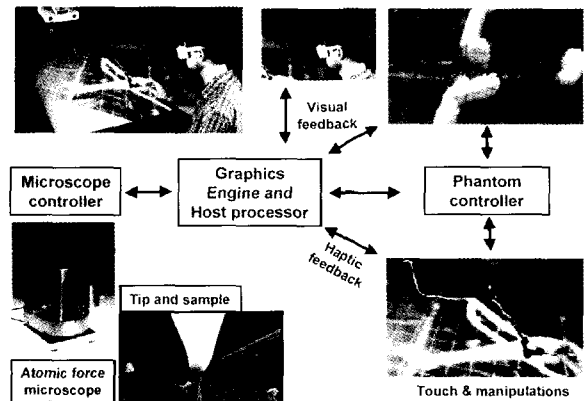 Visual
feedback
Microscope
controller
Graphics
Engine and
Host processor
Phantom
controller
Haptic
feedback
Tip and sample
Atomic force
microscope
Touch & manipulations